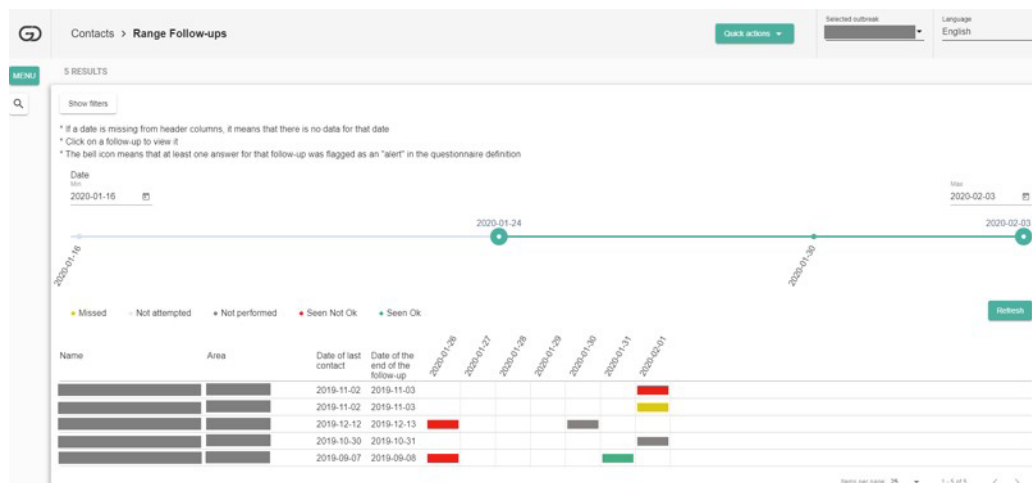 Contacts > Range Follow-ups
Quick actions
Selected outbreak
Language
English
MENU
5 RESULTS
Show filters
* If a date is missing from header columns, it means that there is no data for that date
* Click on a follow-up to view it
* The bell icon means that at least one answer for that follow-up was flagged as an "alert" in the questionnaire definition
Date
Min
2020-01-16
Max
2020-02-03
2020-01-24
2020-02-03
2020-01-16
2020-01-30
Missed
Not attempted
Not performed
Seen Not Ok
Seen Ok
Refresh
Name Area Date of last contact Date of the end of the follow-up 2020-01-26 2020-01-27 2020-01-28 2020-01-29 2020-01-30 2020-01-31 2020-02-01
2019-11-02 2019-11-03
2019-11-02 2019-11-03
2019-12-12 2019-12-13
2019-10-30 2019-10-31
2019-09-07 2019-09-08
Items per page 25 1 - 5 of 5